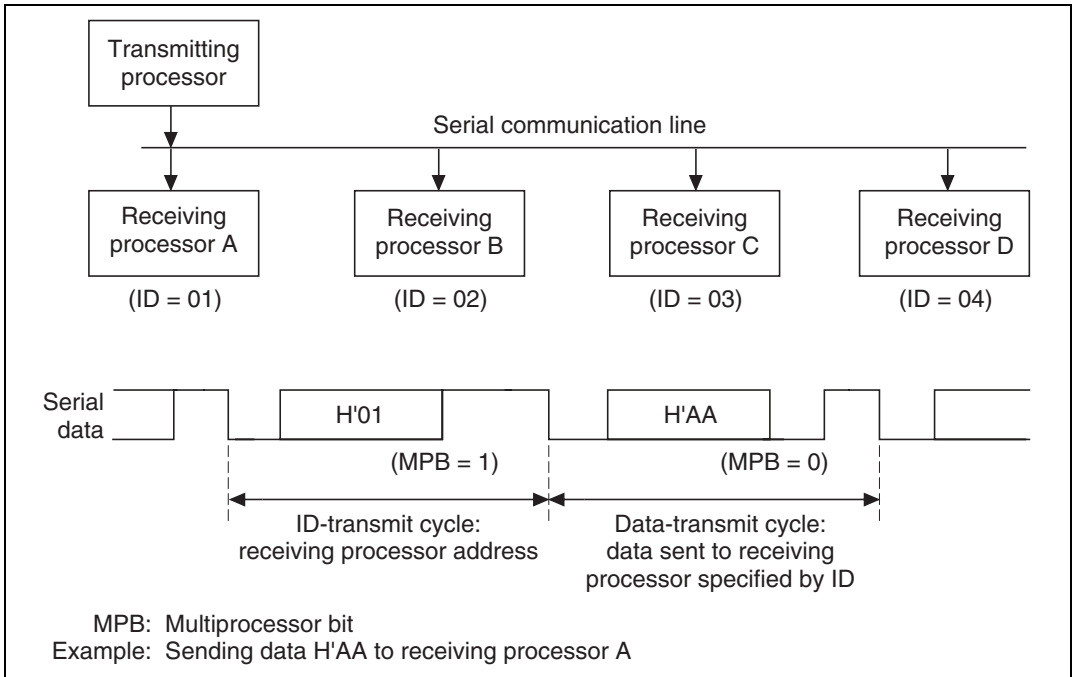 Transmitting
processor
Serial communication line
Receiving
processor A
Receiving
processor B
Receiving
processor C
Receiving
processor D
(ID = 01)
(ID = 02)
(ID = 03)
(ID = 04)
Serial
data
H'01
H'AA
(MPB = 1)
(MPB = 0)
ID-transmit cycle:
receiving processor address
Data-transmit cycle:
data sent to receiving
processor specified by ID
MPB: Multiprocessor bit
Example: Sending data H'AA to receiving processor A